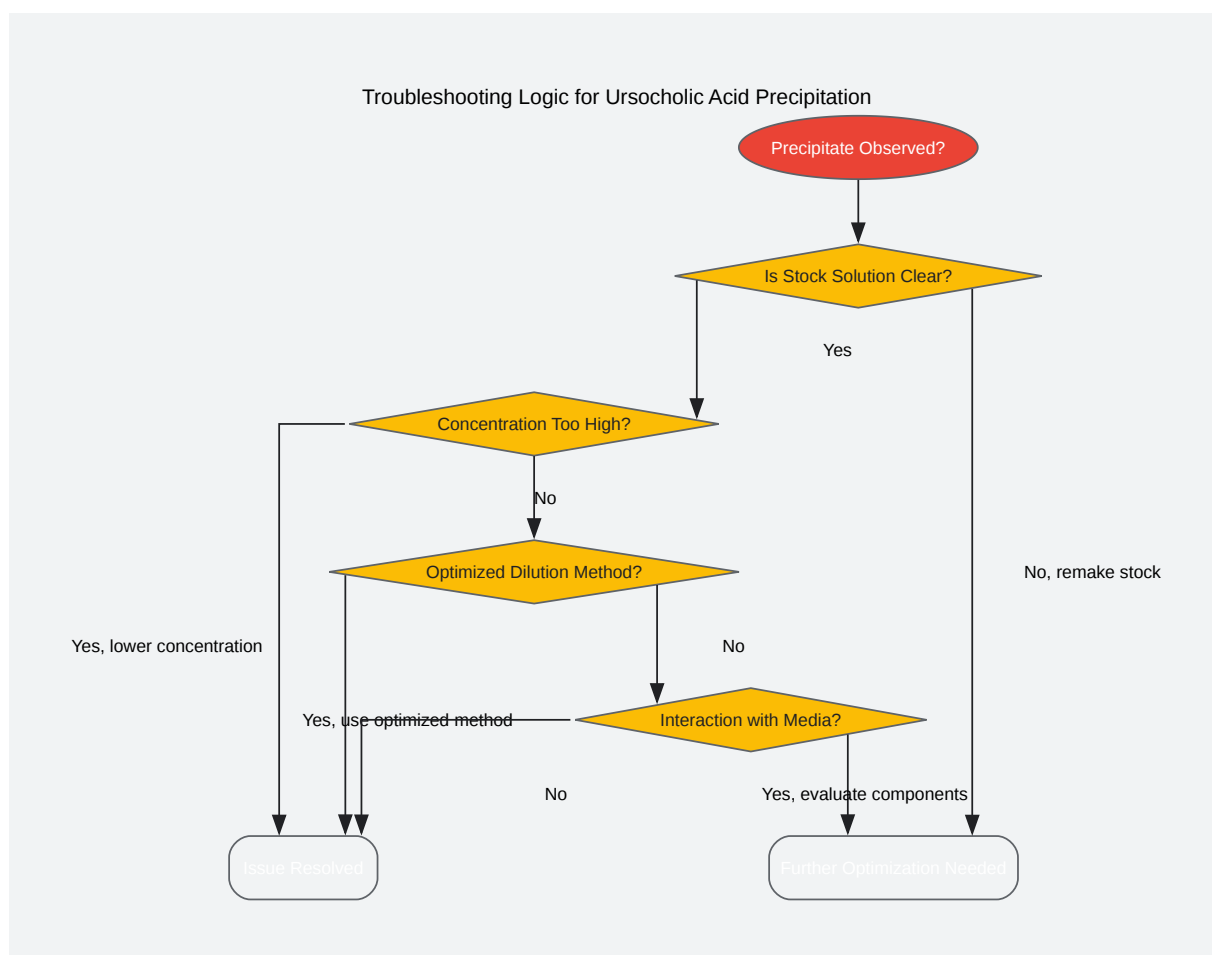 Troubleshooting Logic for Ursocholic Acid Precipitation
Precipitate Observed?
Is Stock Solution Clear?
Yes
Concentration Too High?
No
Optimized Dilution Method?
No, remake stock
Yes, lower concentration
No
Yes, use optimized method
Interaction with Media?
No
Yes, evaluate components
Issue Resolved
Further Optimization Needed